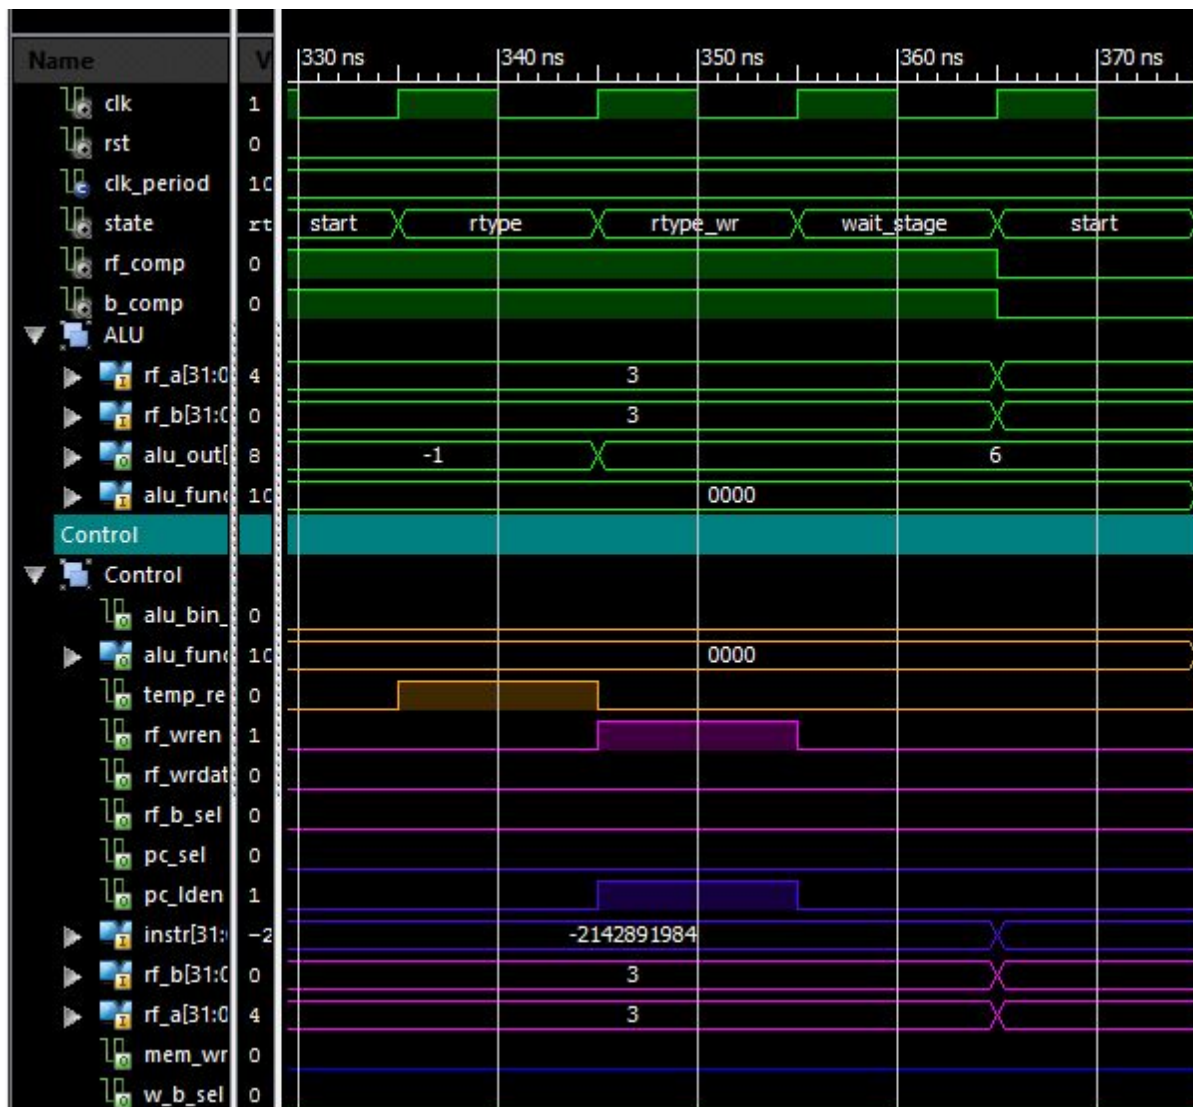 Name V 330 ns 340 ns 350 ns 360 ns 370 ns
clk 1
rst 0
clk_period 10
state rt start rtype rtype_wr wait_stage start
rf_comp 0
b_comp 0
ALU
rf_a[31:0 4 3
rf_b[31:0 0 3
alu_out[ 8 -1 6
alu_func 10 0000
Control
Control
alu_bin_ 0
alu_func 10 0000
temp_re 0
rf_wren 1
rf_wrdat 0
rf_b_sel 0
pc_sel 0
pc_lden 1
instr[31: -2 -2142891984
rf_b[31:0 0 3
rf_a[31:0 4 3
mem_wr 0
w_b_sel 0